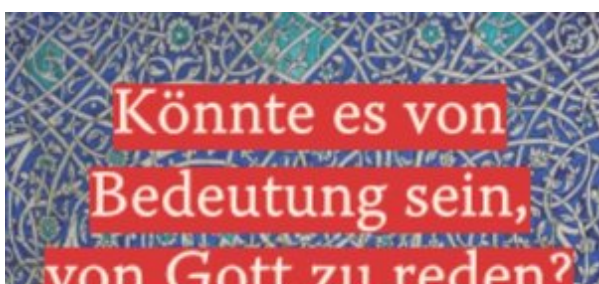 Könnte es von
Bedeutung sein,
von Gott zu reden?